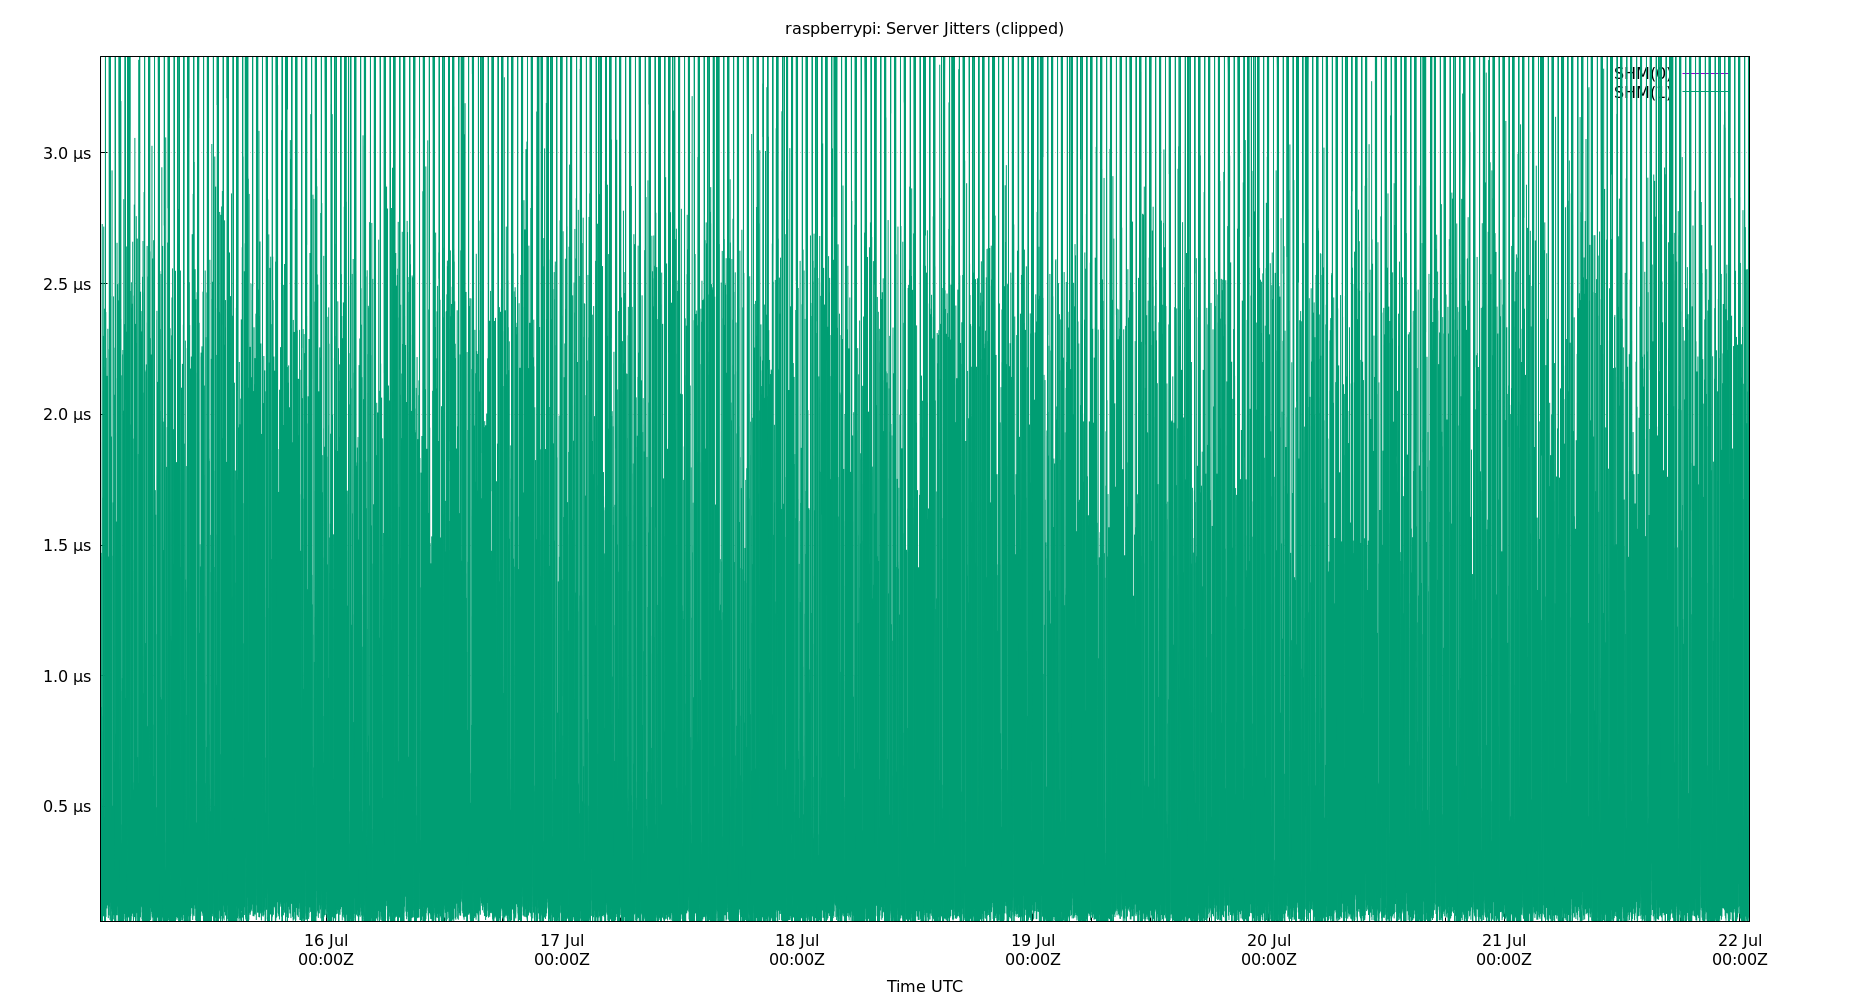 raspberrypi: Server Jitters (clipped)
SHM(0)
SHM(1)
3.0 µs
2.5 µs
2.0 µs
1.5 µs
1.0 µs
0.5 µs
16 Jul 17 Jul 18 Jul 19 Jul 20 Jul 21 Jul 22 Jul
00:00Z 00:00Z 00:00Z 00:00Z 00:00Z 00:00Z 00:00Z
Time UTC